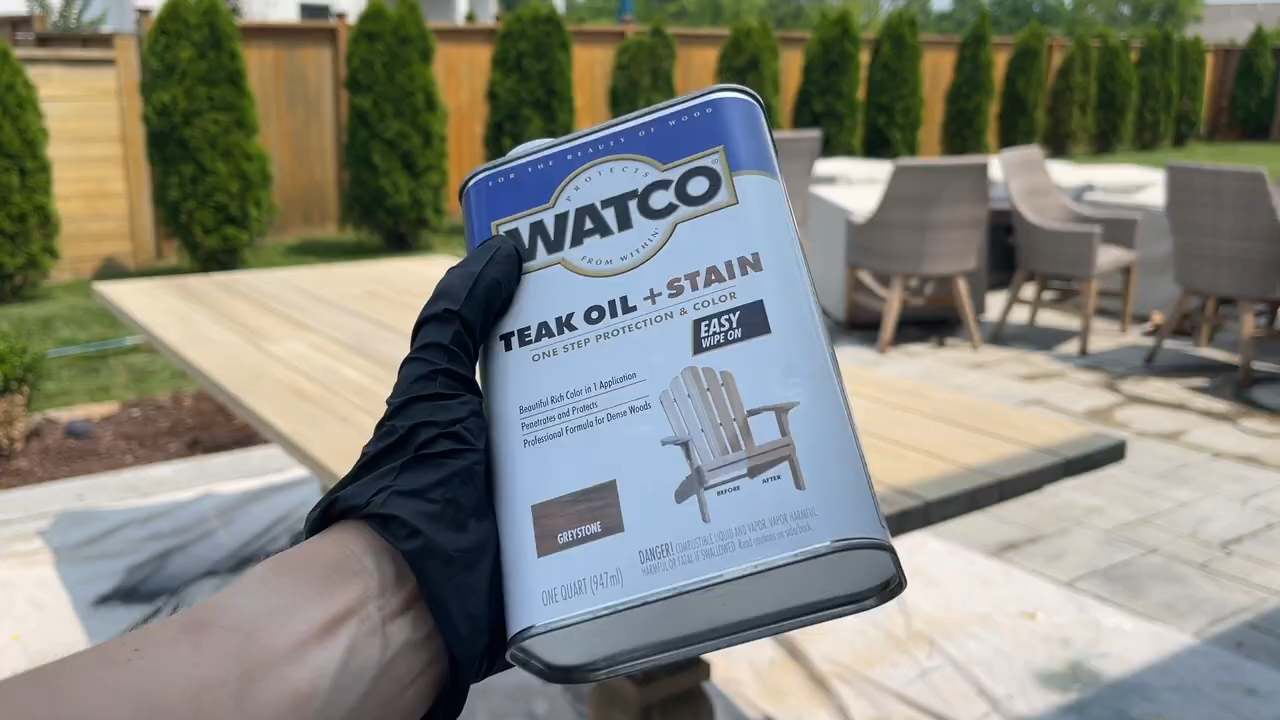 FOR THE BEAUTY OF WOOD
PROTECTS
WATCO®
FROM WITHIN
TEAK OIL + STAIN
ONE STEP PROTECTION & COLOR
EASY
WIPE ON
Beautiful Rich Color in 1 Application
Penetrates and Protects
Professional Formula for Dense Woods
BEFORE AFTER
GREYSTONE
DANGER! COMBUSTIBLE LIQUID AND VAPOR. VAPOR HARMFUL.
HARMFUL OR FATAL IF SWALLOWED. Read cautions on side/back.
ONE QUART (947ml)